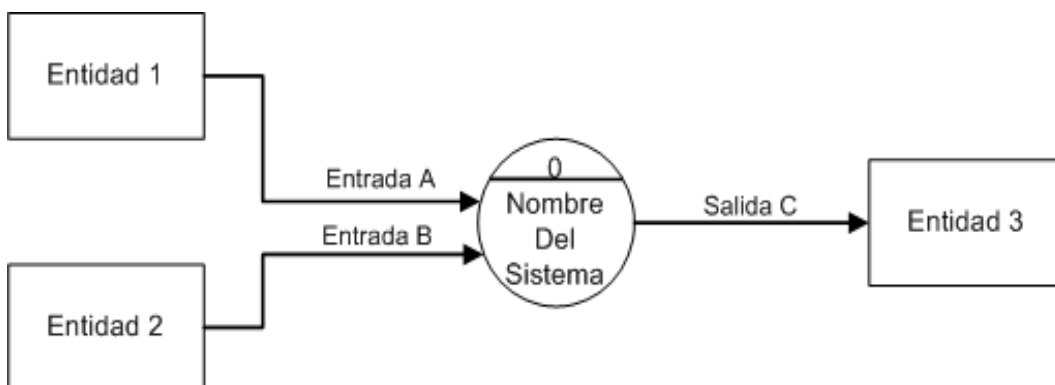 Entidad 1
Entrada A
Entrada B
Entidad 2
0
Nombre
Del
Sistema
Salida C
Entidad 3